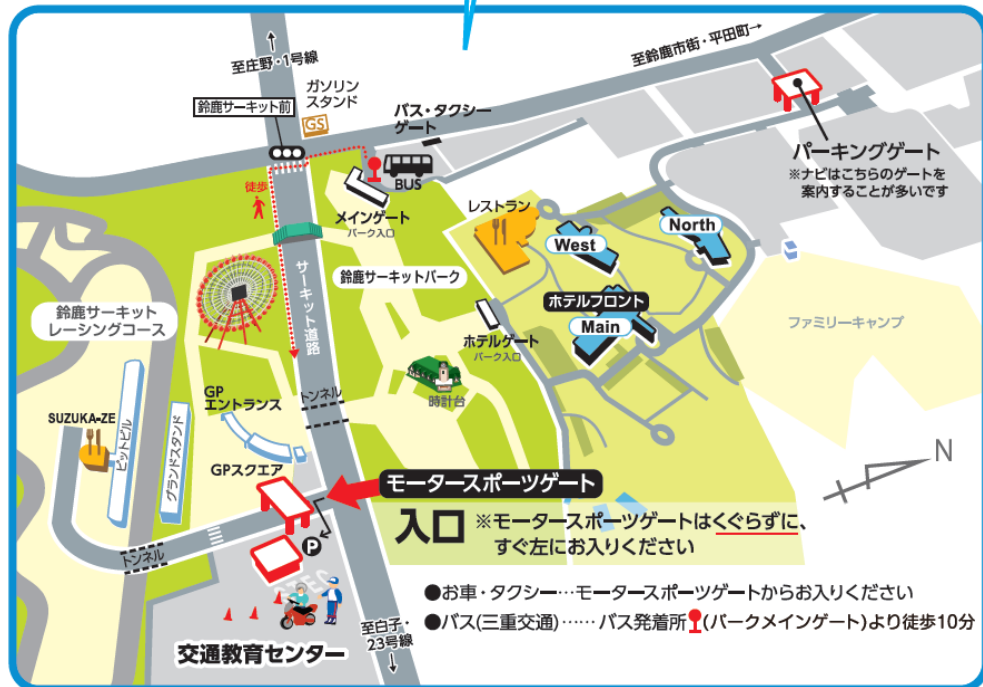 至庄野・1号線
ガソリン
スタンド
鈴鹿サーキット前
GS
バス・タクシー
ゲート
至鈴鹿市街・平田町→
パーキングゲート
※ナビはこちらのゲートを
案内することが多いです
徒歩
BUS
メインゲート
パーク入口
レストラン
West
North
鈴鹿サーキットパーク
サーキット道路
ホテルフロント
Main
ホテルゲート
パーク入口
ファミリーキャンプ
鈴鹿サーキット
レーシングコース
時計台
GP
エントランス
トンネル
SUZUKA-ZE
ピットビル
グランドスタンド
GPスクエア
N
モータースポーツゲート
入口 ※モータースポーツゲートはくぐらずに、
すぐ左にお入りください
P
トンネル
STEC
●お車・タクシー…モータースポーツゲートからお入りください
●バス(三重交通)……バス発着所(パークメインゲート)より徒歩10分
至白子・
23号線
交通教育センター